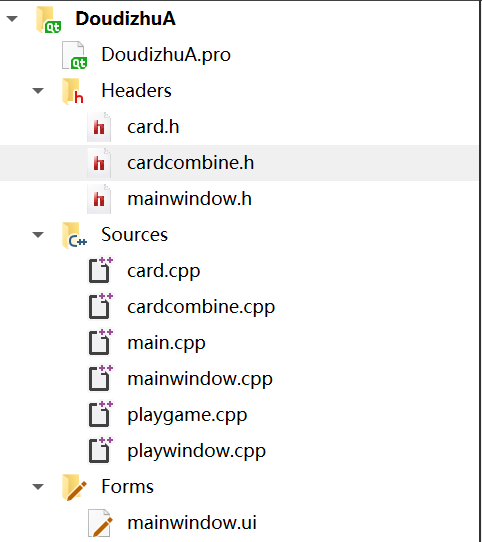 DoudizhuA
DoudizhuA.pro
Headers
card.h
cardcombine.h
mainwindow.h
Sources
card.cpp
cardcombine.cpp
main.cpp
mainwindow.cpp
playgame.cpp
playwindow.cpp
Forms
mainwindow.ui